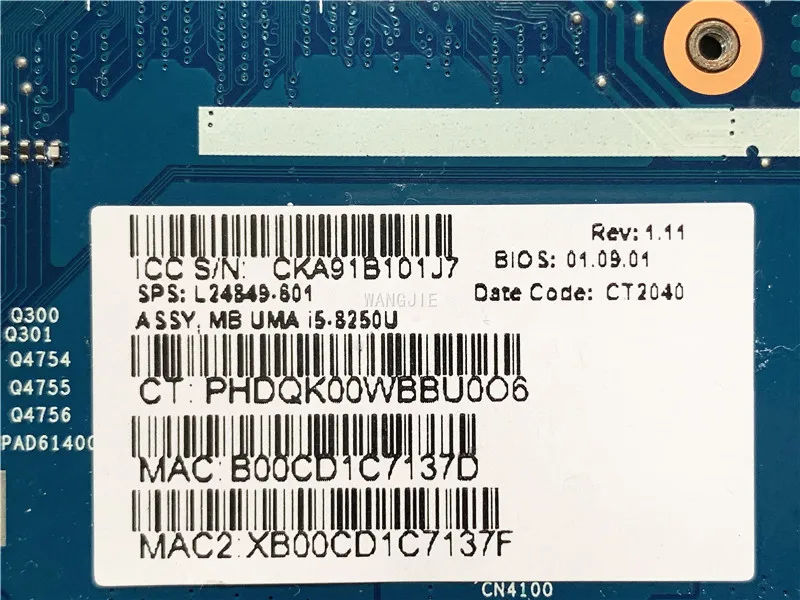 Rev: 1.11
ICC S/N: CKA91B101J7
BIOS: 01.09.01
SPS: L24849-601
Date Code: CT2040
WANGJIE
ASSY, MB UMA i5-8250U
CT: PHDQK00WBBU0O6
MAC:B00CD1C7137D
MAC2:XB00CD1C7137F
Q300
Q301
Q4754
Q4755
Q4756
PAD61400
CN4100